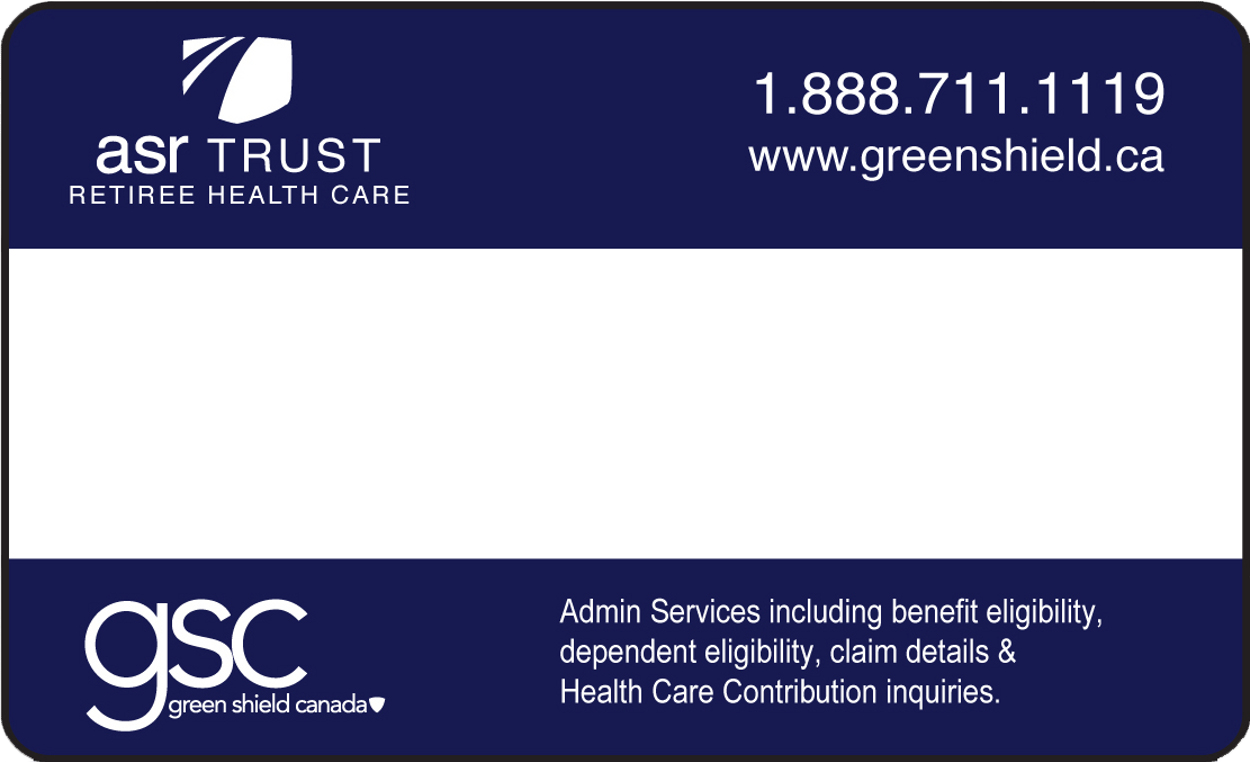 asr TRUST
RETIREE HEALTH CARE
1.888.711.1119
www.greenshield.ca
gsc
green shield canada
Admin Services including benefit eligibility,
dependent eligibility, claim details &
Health Care Contribution inquiries.